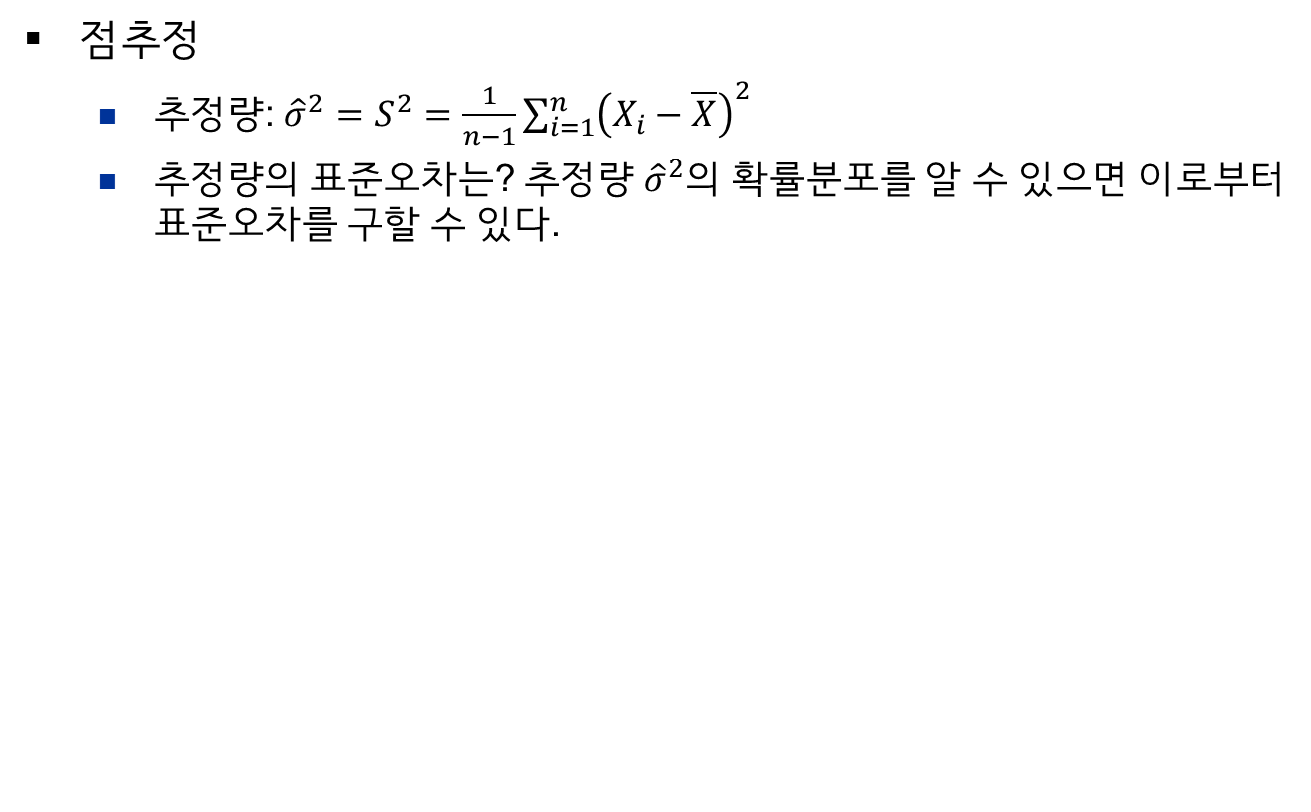 ▪ 점추정
▪ 추정량: σ̂² = S² = 1/(n−1) ∑ⁿᵢ₌₁(Xᵢ − X̅)²
▪ 추정량의 표준오차는? 추정량 σ̂²의 확률분포를 알 수 있으면 이로부터
표준오차를 구할 수 있다.